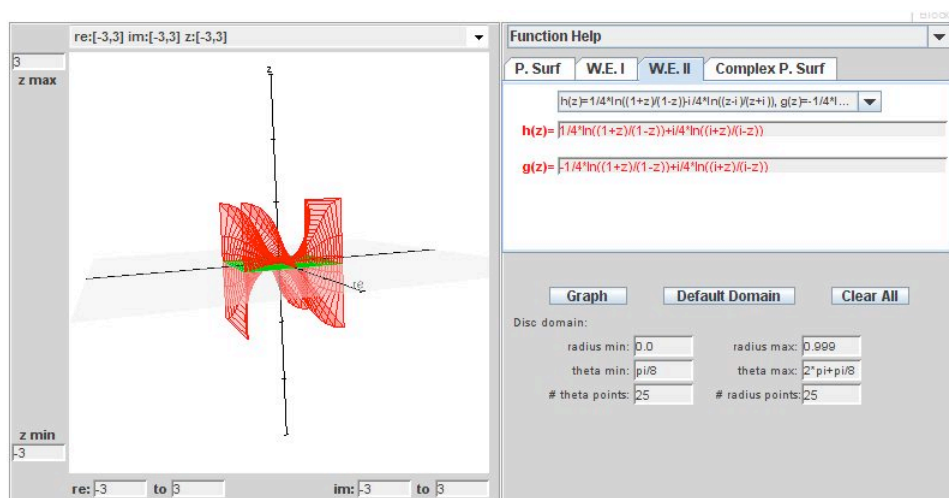 re:[-3,3] im:[-3,3] z:[-3,3]
3
z max
z
re
z min
-3
re: -3 to 3 im: -3 to 3
Function Help
P. Surf W.E. I W.E. II Complex P. Surf
h(z)=1/4*ln((1+z)/(1-z))-i/4*ln((z-i)/(z+i)), g(z)=-1/4*l...
h(z)= 1/4*ln((1+z)/(1-z))+i/4*ln((i+z)/(i-z))
g(z)= -1/4*ln((1+z)/(1-z))+i/4*ln((i+z)/(i-z))
Graph Default Domain Clear All
Disc domain:
radius min: 0.0 radius max: 0.999
theta min: pi/8 theta max: 2*pi+pi/8
# theta points: 25 # radius points: 25